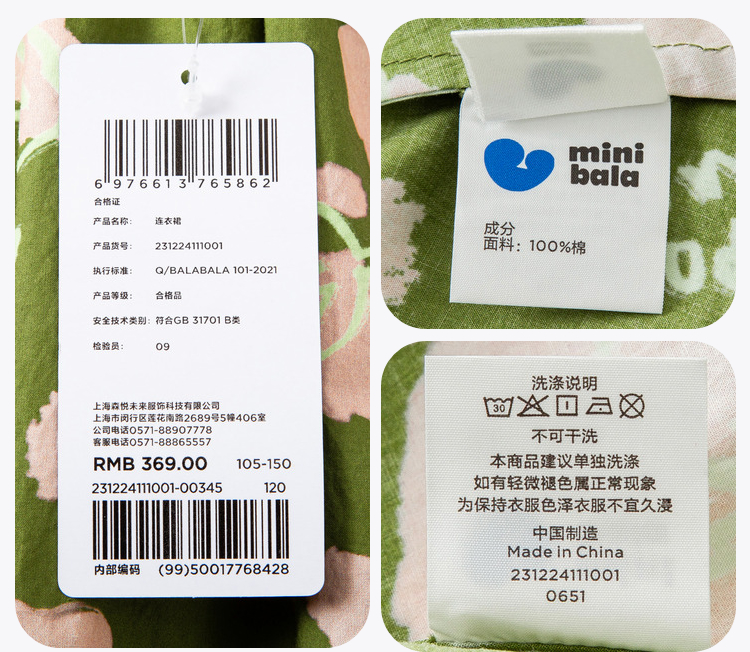 6 976613 765862
合格证
产品名称: 连衣裙
产品货号: 231224111001
执行标准: Q/BALABALA 101-2021
产品等级: 合格品
安全技术类别: 符合GB 31701 B类
检验员: 09
上海森悦未来服饰科技有限公司
上海市闵行区莲花南路2689号5幢406室
公司电话0571-88907778
客服电话0571-88865557
RMB 369.00 105-150
231224111001-00345 120
内部编码 (99)50017768428
mini
bala
成分
面料: 100%棉
洗涤说明
30
不可干洗
本商品建议单独洗涤
如有轻微褪色属正常现象
为保持衣服色泽衣服不宜久浸
中国制造
Made in China
231224111001
0651